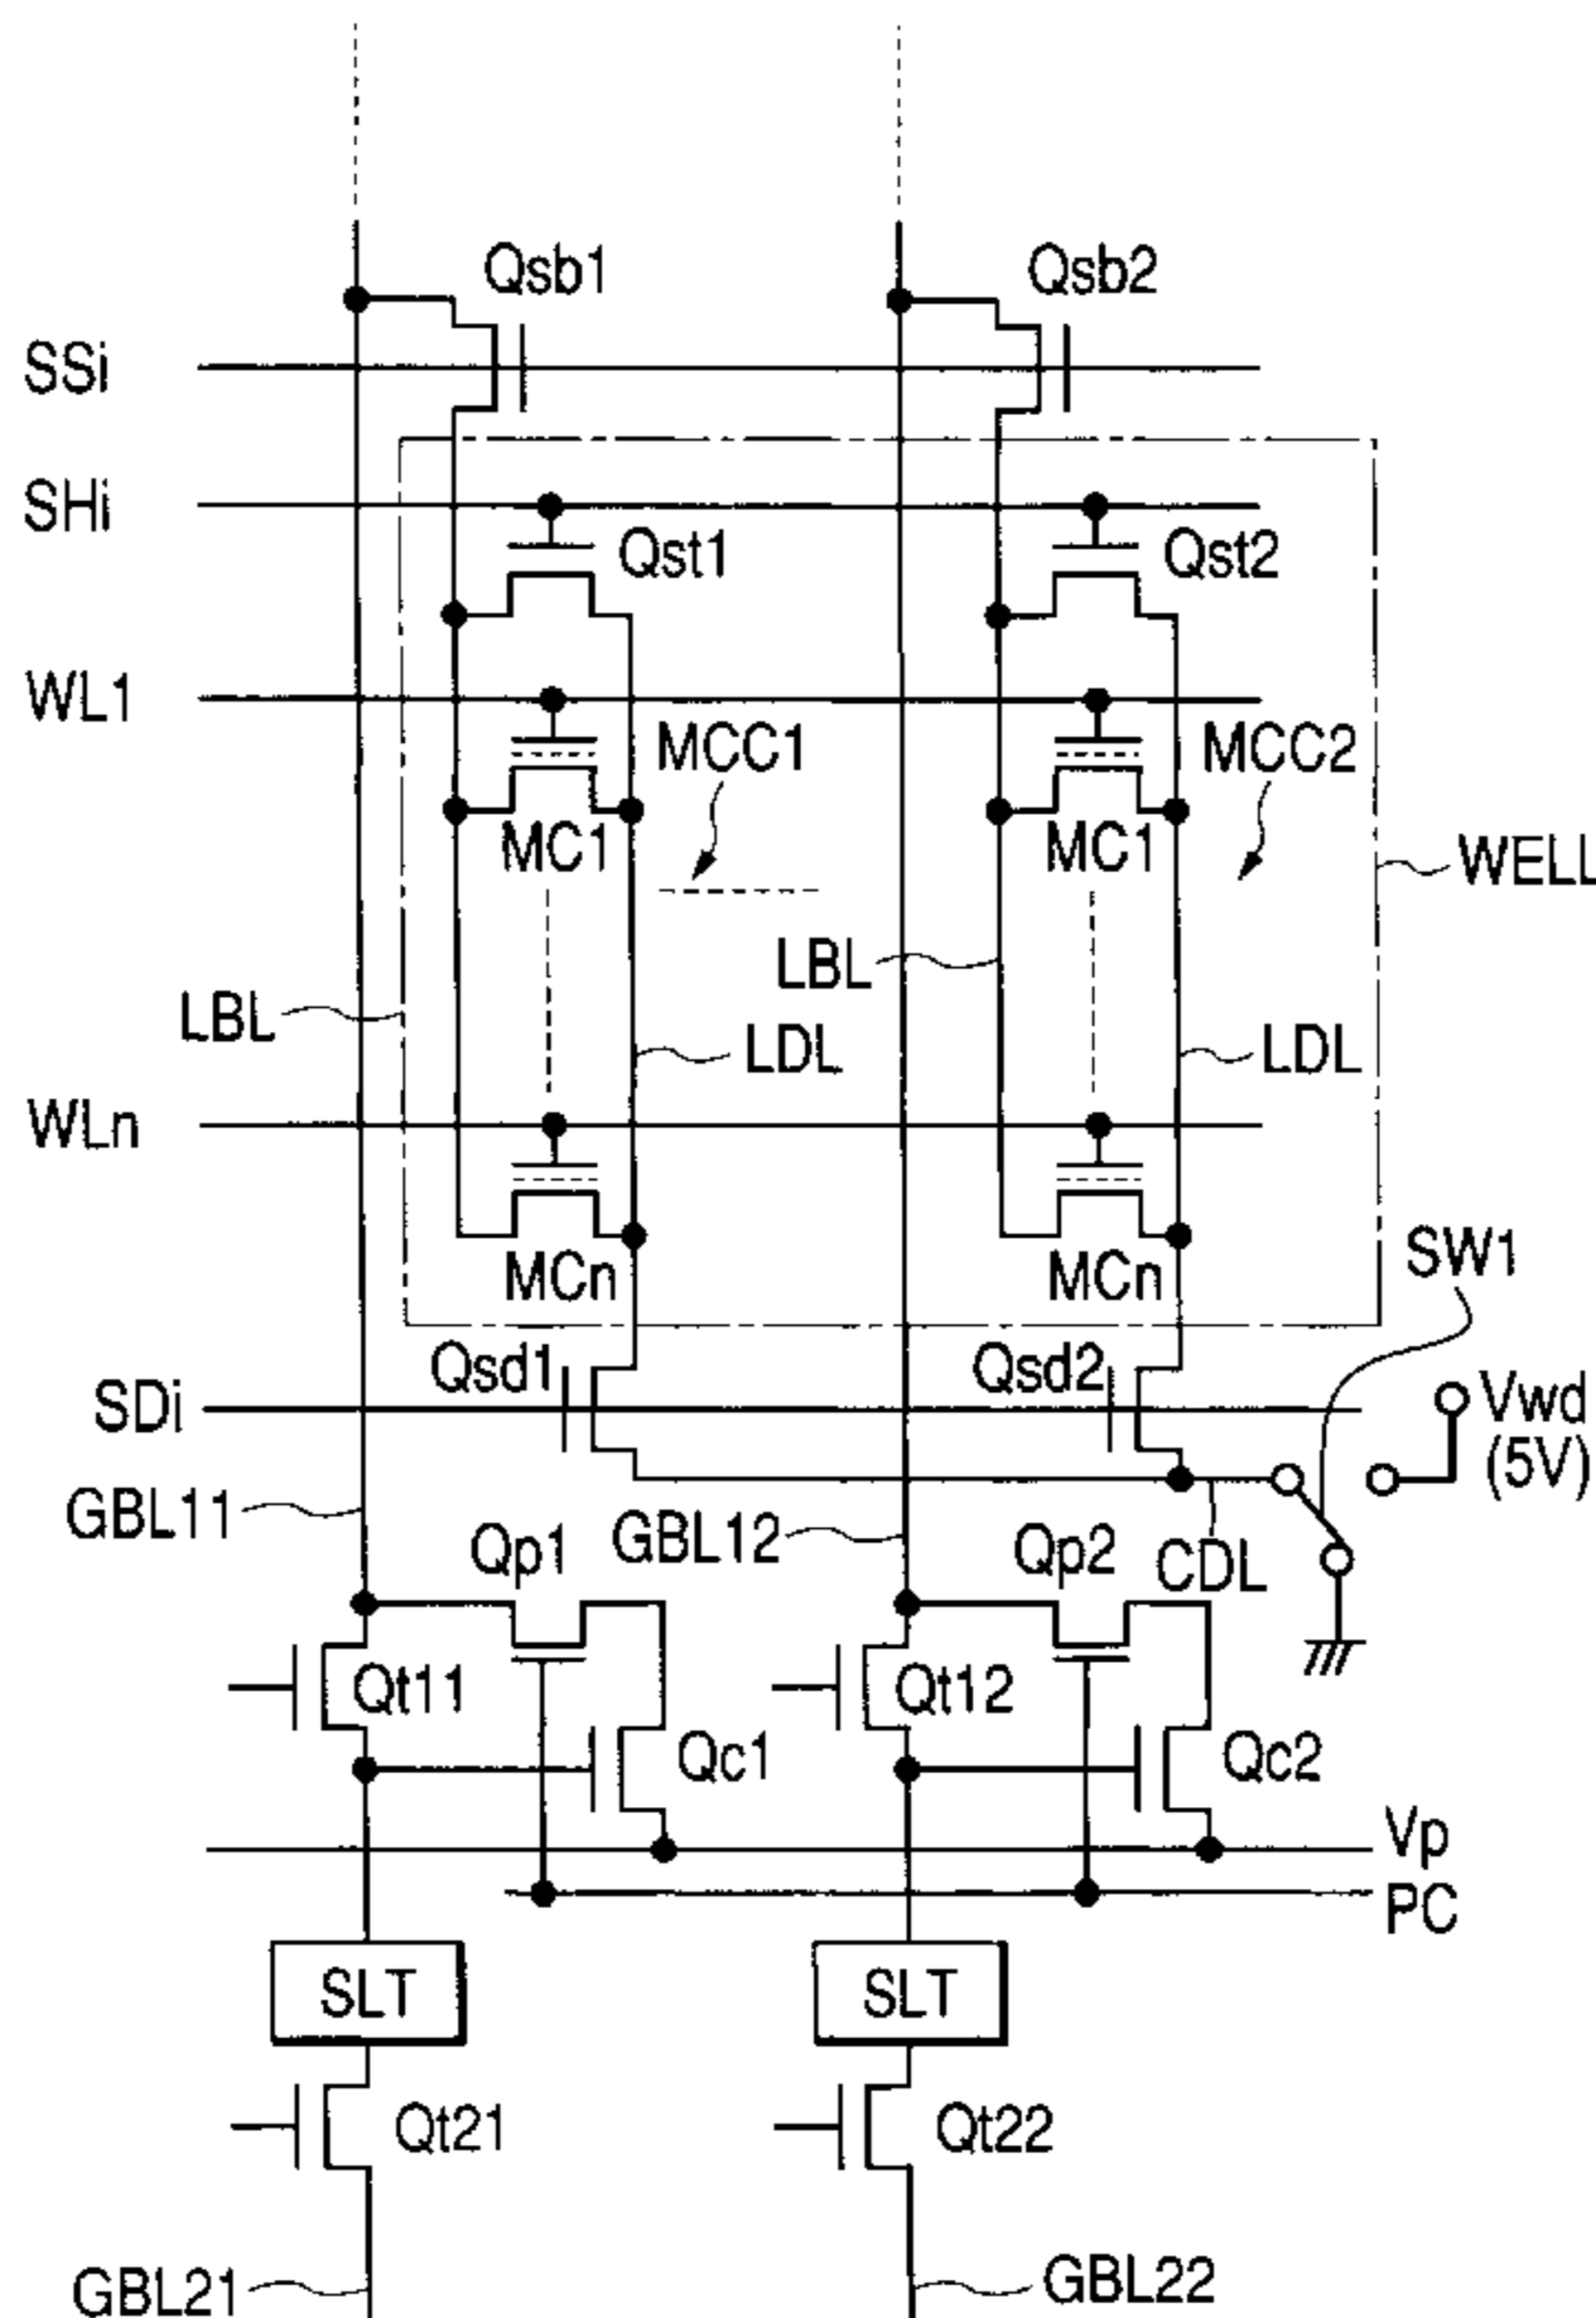 Qsb1 Qsb2
SSi
SHi
Qst1 Qst2
WL1
MCC1 MCC2
MC1 MC1
WELL
LBL
LBL
LDL LDL
WLn
MCn MCn
SW1
Qsd1 Qsd2
SDi
Vwd
(5V)
GBL11 GBL12
Qp1 Qp2
CDL
Qt11 Qt12
Qc1 Qc2
Vp
PC
SLT SLT
Qt21 Qt22
GBL21 GBL22